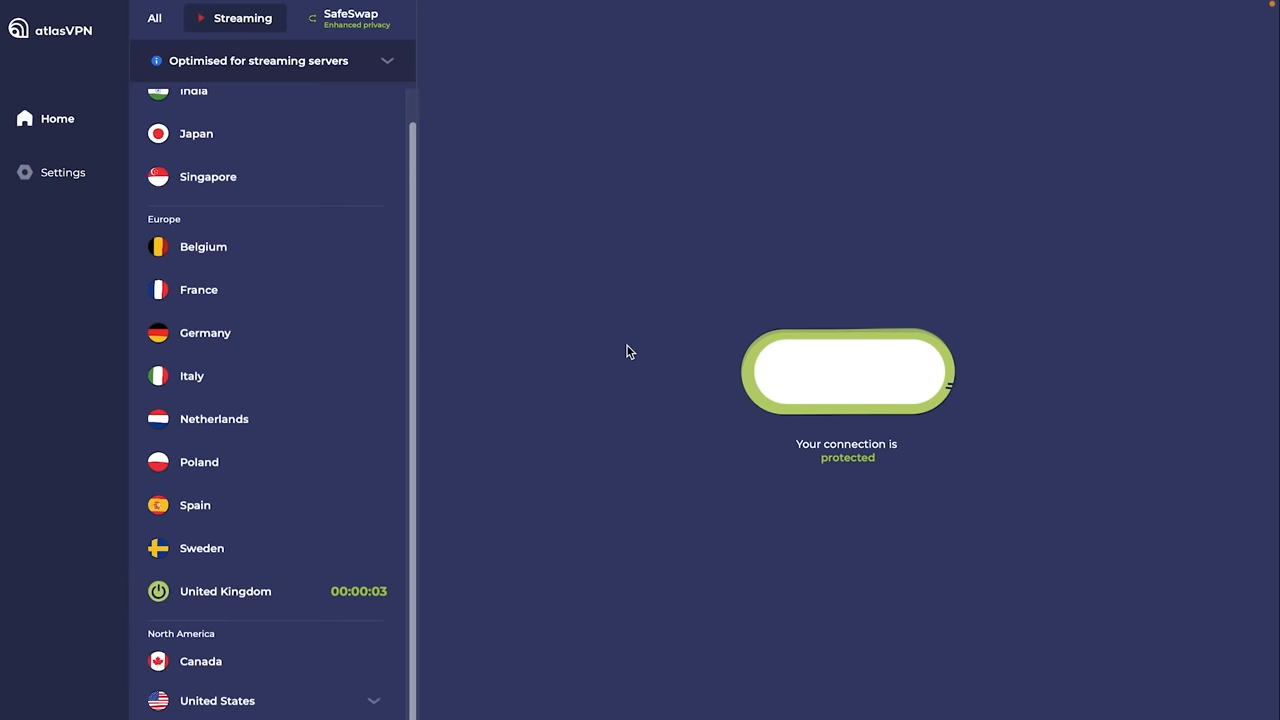 atlasVPN
Home
Settings
All
Streaming
SafeSwap
Enhanced privacy
Optimised for streaming servers
India
Japan
Singapore
Europe
Belgium
France
Germany
Italy
Netherlands
Poland
Spain
Sweden
United Kingdom 00:00:03
North America
Canada
United States
Your connection is
protected